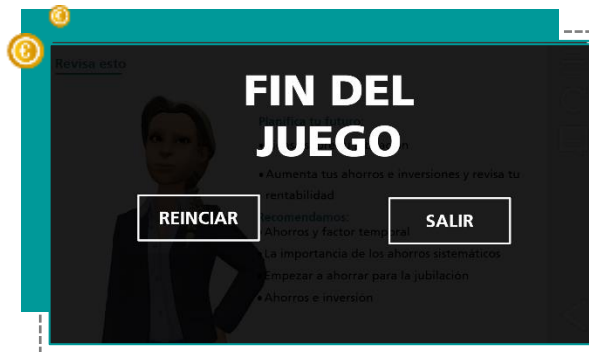 Revisa esto
FIN DEL
JUEGO
Planifica tu futuro:
• Aumenta tus ahorros e inversiones y revisa tu
rentabilidad
REINCIAR
SALIR
Recomendamos:
• Ahorros y factor temporal
• La importancia de los ahorros sistemáticos
• Empezar a ahorrar para la jubilación
• Ahorros e inversión